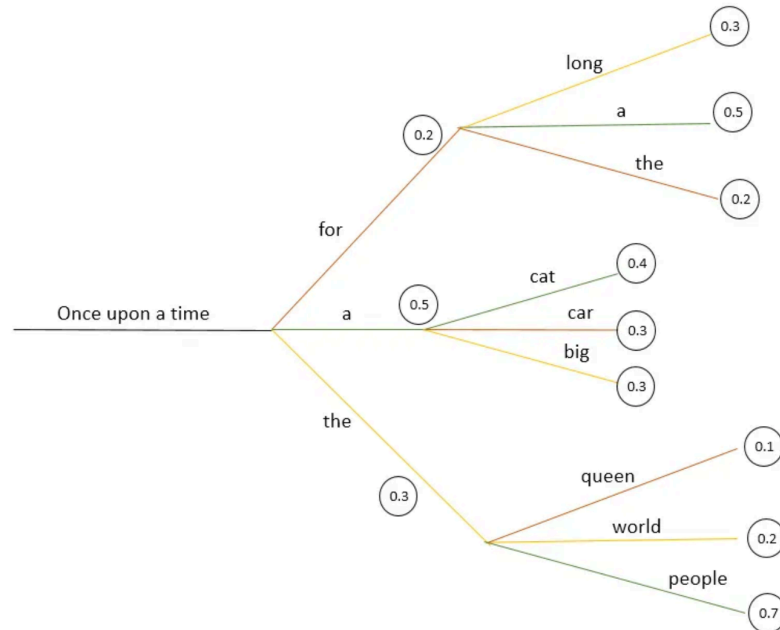 0.3
long
a
0.5
0.2
the
0.2
for
cat
0.4
Once upon a time
a
0.5
car
0.3
big
0.3
the
0.3
queen
0.1
world
0.2
people
0.7